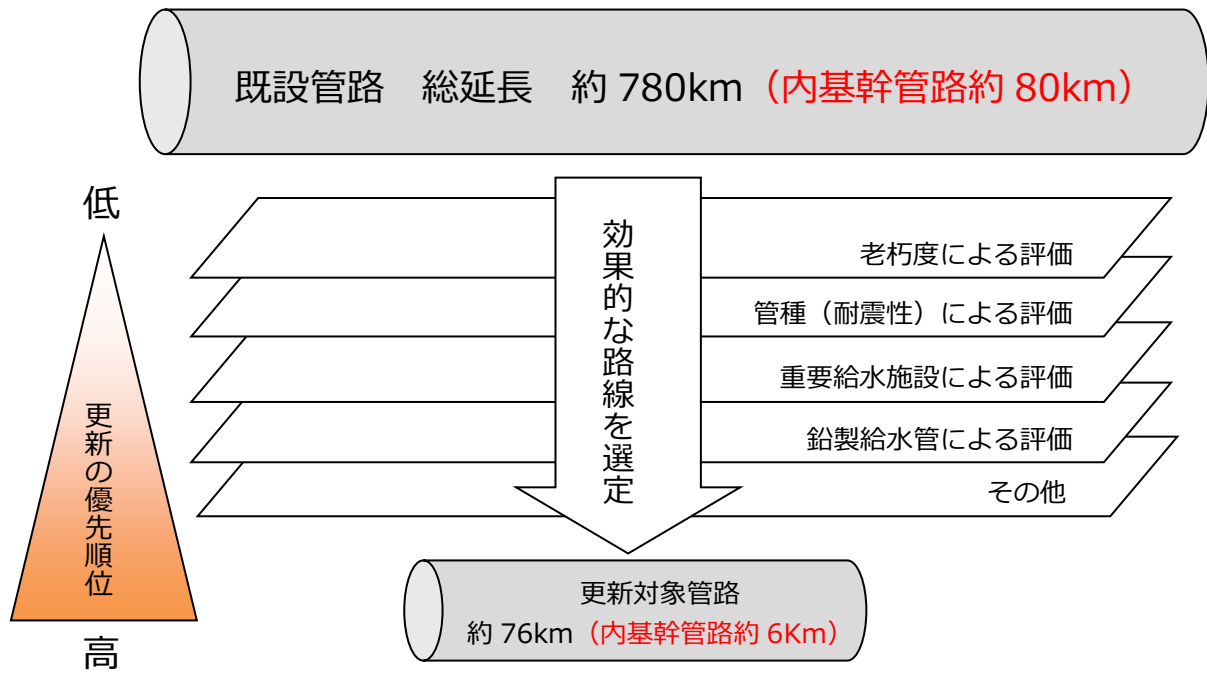 既設管路　総延長　約 780km（内基幹管路約 80km）
低
効果的な路線を選定
老朽度による評価
管種（耐震性）による評価
重要給水施設による評価
鉛製給水管による評価
その他
更新の優先順位
高
更新対象管路
約 76km（内基幹管路約 6Km）